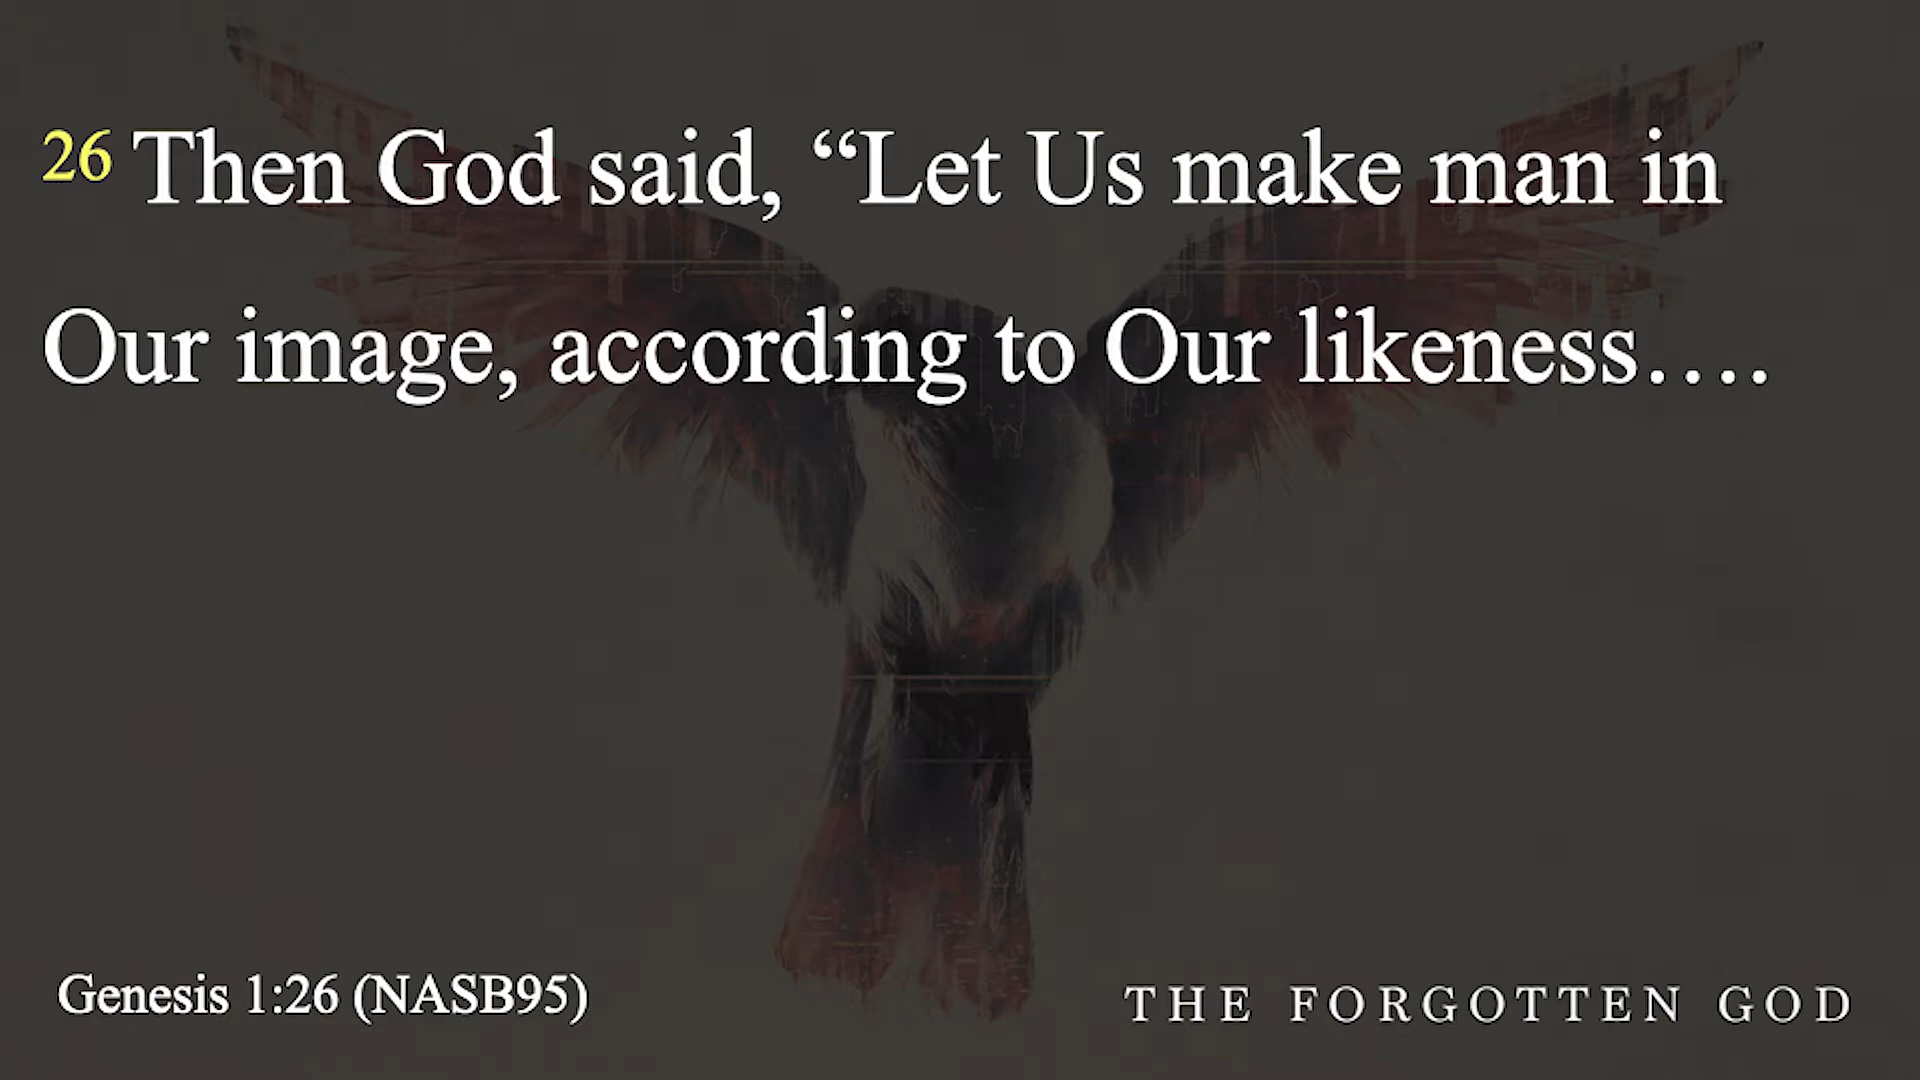 26 Then God said, “Let Us make man in
Our image, according to Our likeness….
Genesis 1:26 (NASB95)
THE FORGOTTEN GOD